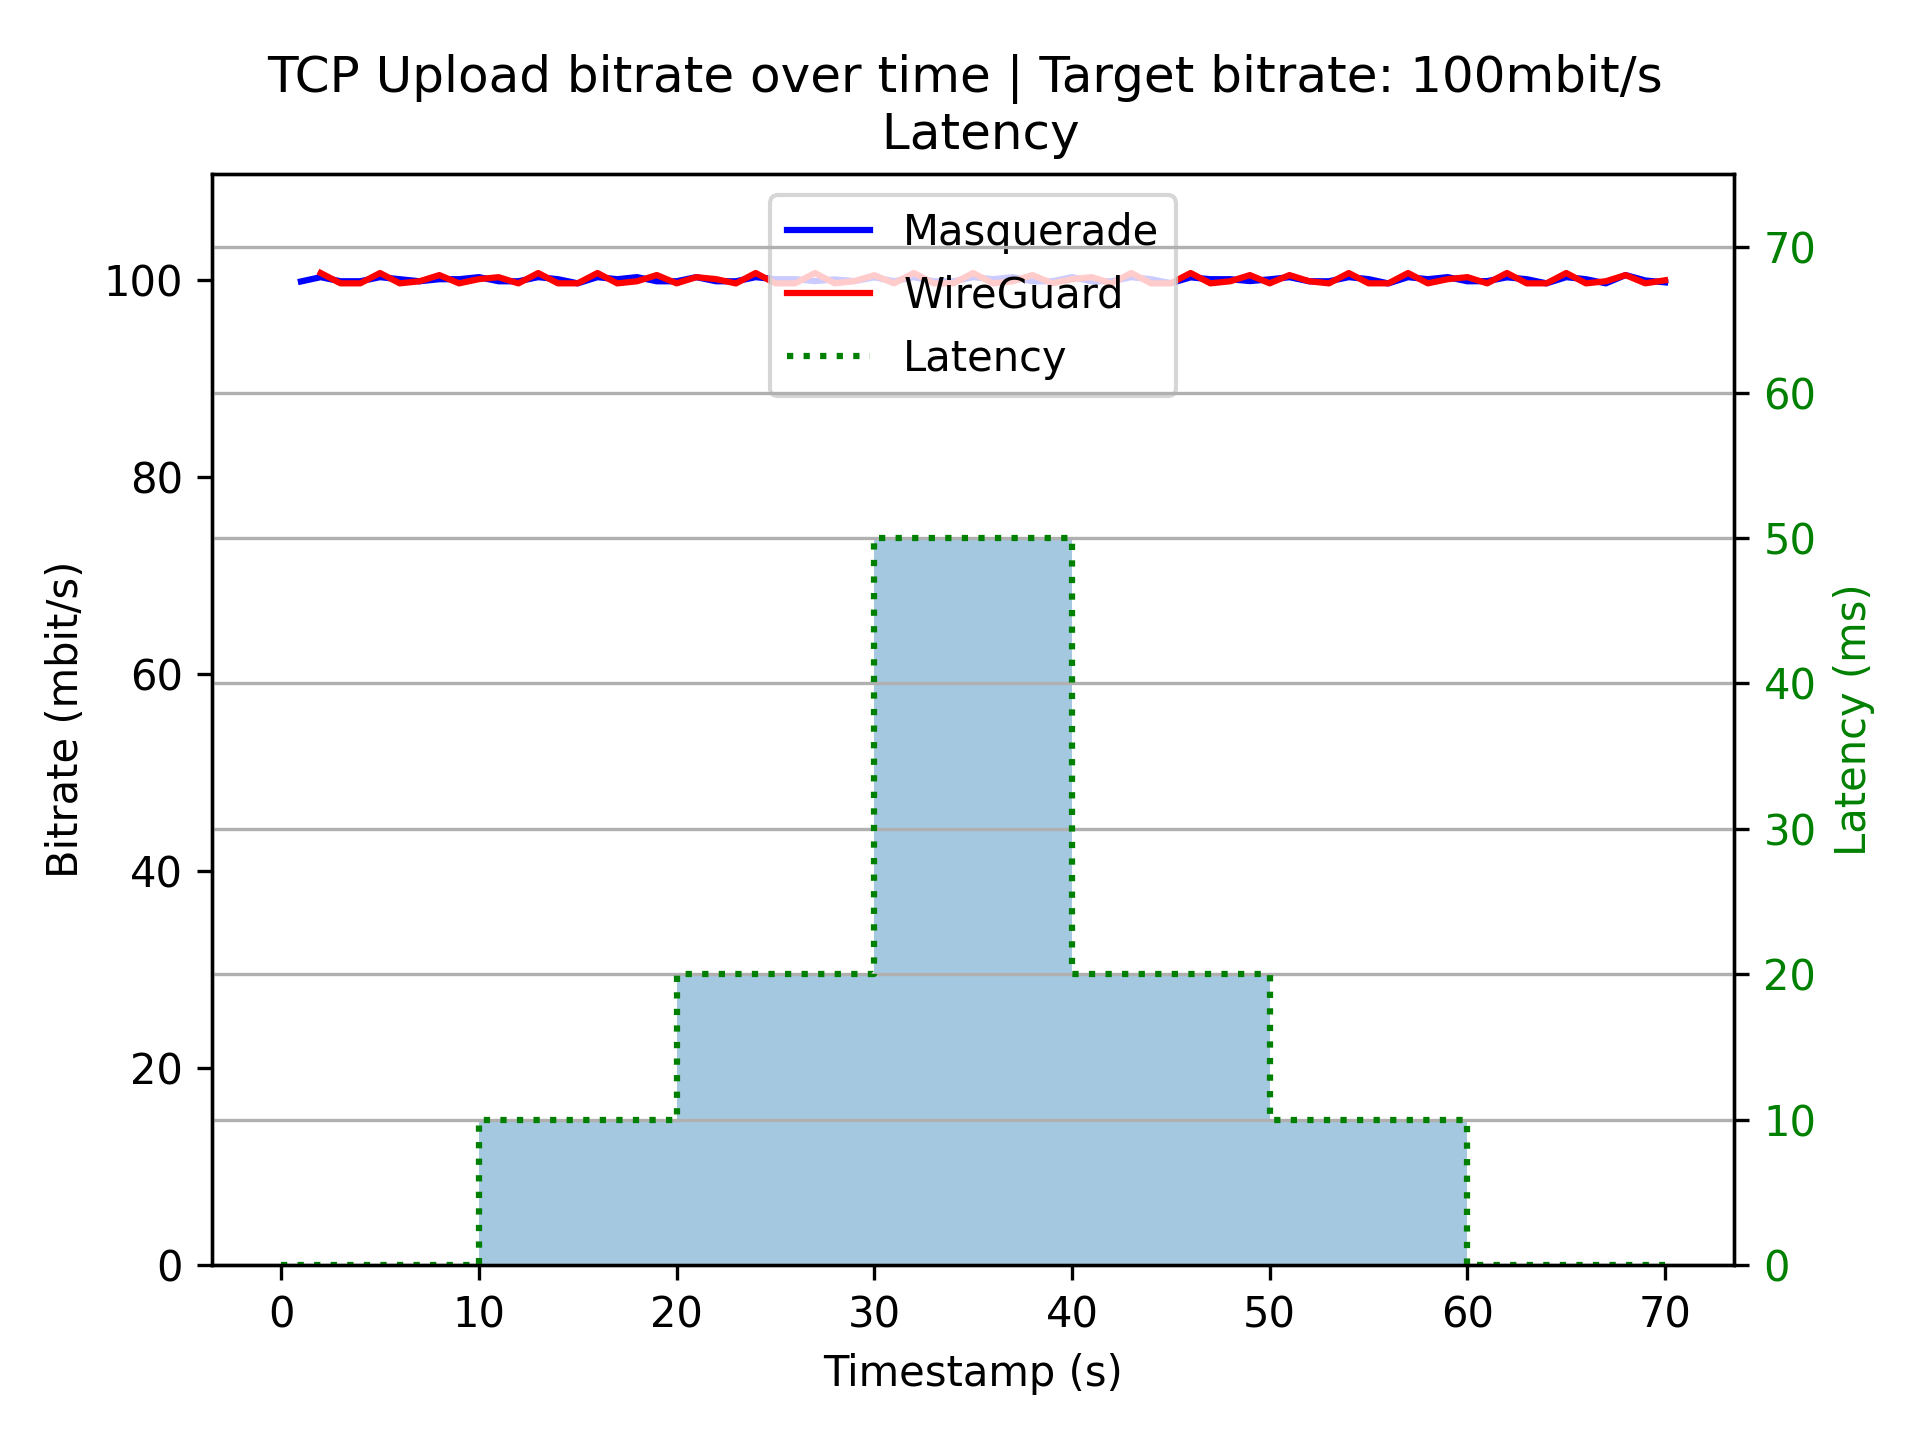 TCP Upload bitrate over time | Target bitrate: 100mbit/s
Latency
Masquerade
WireGuard
Latency
Bitrate (mbit/s)
100
80
60
40
20
0
70
60
50
40
30
20
10
0
Latency (ms)
0 10 20 30 40 50 60 70
Timestamp (s)